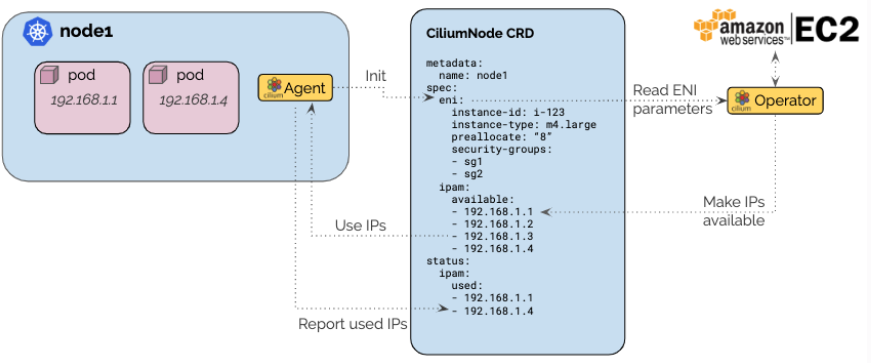 node1
pod
192.168.1.1
pod
192.168.1.4
cilium
Agent
Init
Use IPs
Report used IPs
CiliumNode CRD
metadata:
name: node1
spec:
eni:
instance-id: i-123
instance-type: m4.large
preallocate: “8”
security-groups:
- sg1
- sg2
ipam:
available:
- 192.168.1.1
- 192.168.1.2
- 192.168.1.3
- 192.168.1.4
status:
ipam:
used:
- 192.168.1.1
- 192.168.1.4
amazon
webservices™
EC2
Read ENI
parameters
cilium
Operator
Make IPs
available